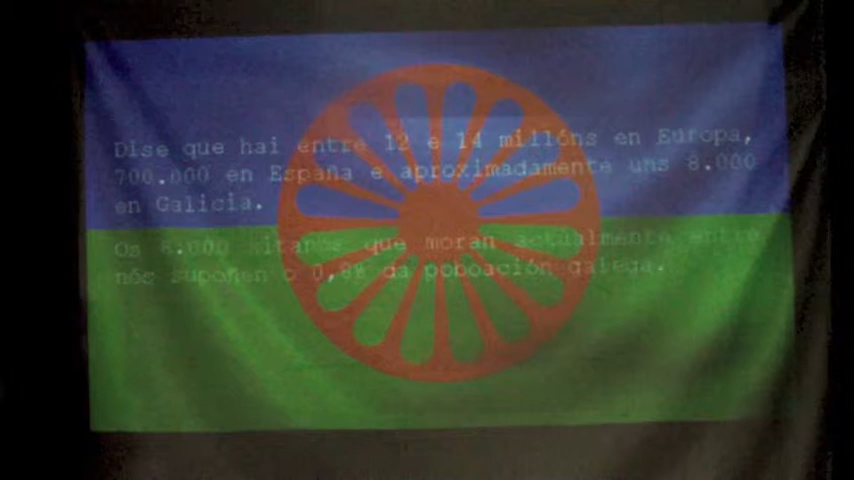 Dise que hai entre 12 e 14 millóns en Europa,
700.000 en España e aproximadamente uns 8.000
en Galicia.
Os 8.000 xitanos que moran actualmente entre
nós supoñen o 0,8% da poboación galega.